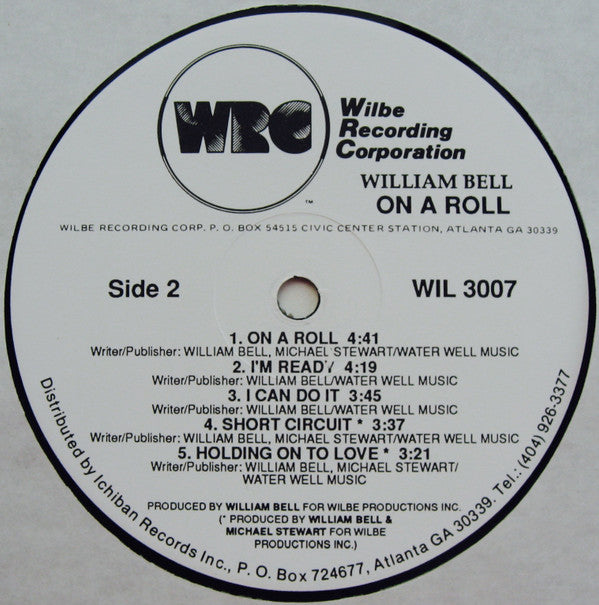 WRC
Wilbe
Recording
Corporation
™
WILLIAM BELL
ON A ROLL
WILBE RECORDING CORP. P. O. BOX 54515 CIVIC CENTER STATION, ATLANTA GA 30339
Side 2
WIL 3007
1. ON A ROLL 4:41
Writer/Publisher: WILLIAM BELL, MICHAEL STEWART/WATER WELL MUSIC
2. I'M READY 4:19
Writer/Publisher: WILLIAM BELL/WATER WELL MUSIC
3. I CAN DO IT 3:45
Writer/Publisher: WILLIAM BELL/WATER WELL MUSIC
4. SHORT CIRCUIT * 3:37
Writer/Publisher: WILLIAM BELL, MICHAEL STEWART/WATER WELL MUSIC
5. HOLDING ON TO LOVE * 3:21
Writer/Publisher: WILLIAM BELL, MICHAEL STEWART/
WATER WELL MUSIC
PRODUCED BY WILLIAM BELL FOR WILBE PRODUCTIONS INC.
(* PRODUCED BY WILLIAM BELL &
MICHAEL STEWART FOR WILBE
PRODUCTIONS INC.)
Distributed by Ichiban Records Inc., P. O. Box 724677, Atlanta GA 30339. Tel.: (404) 926-3377